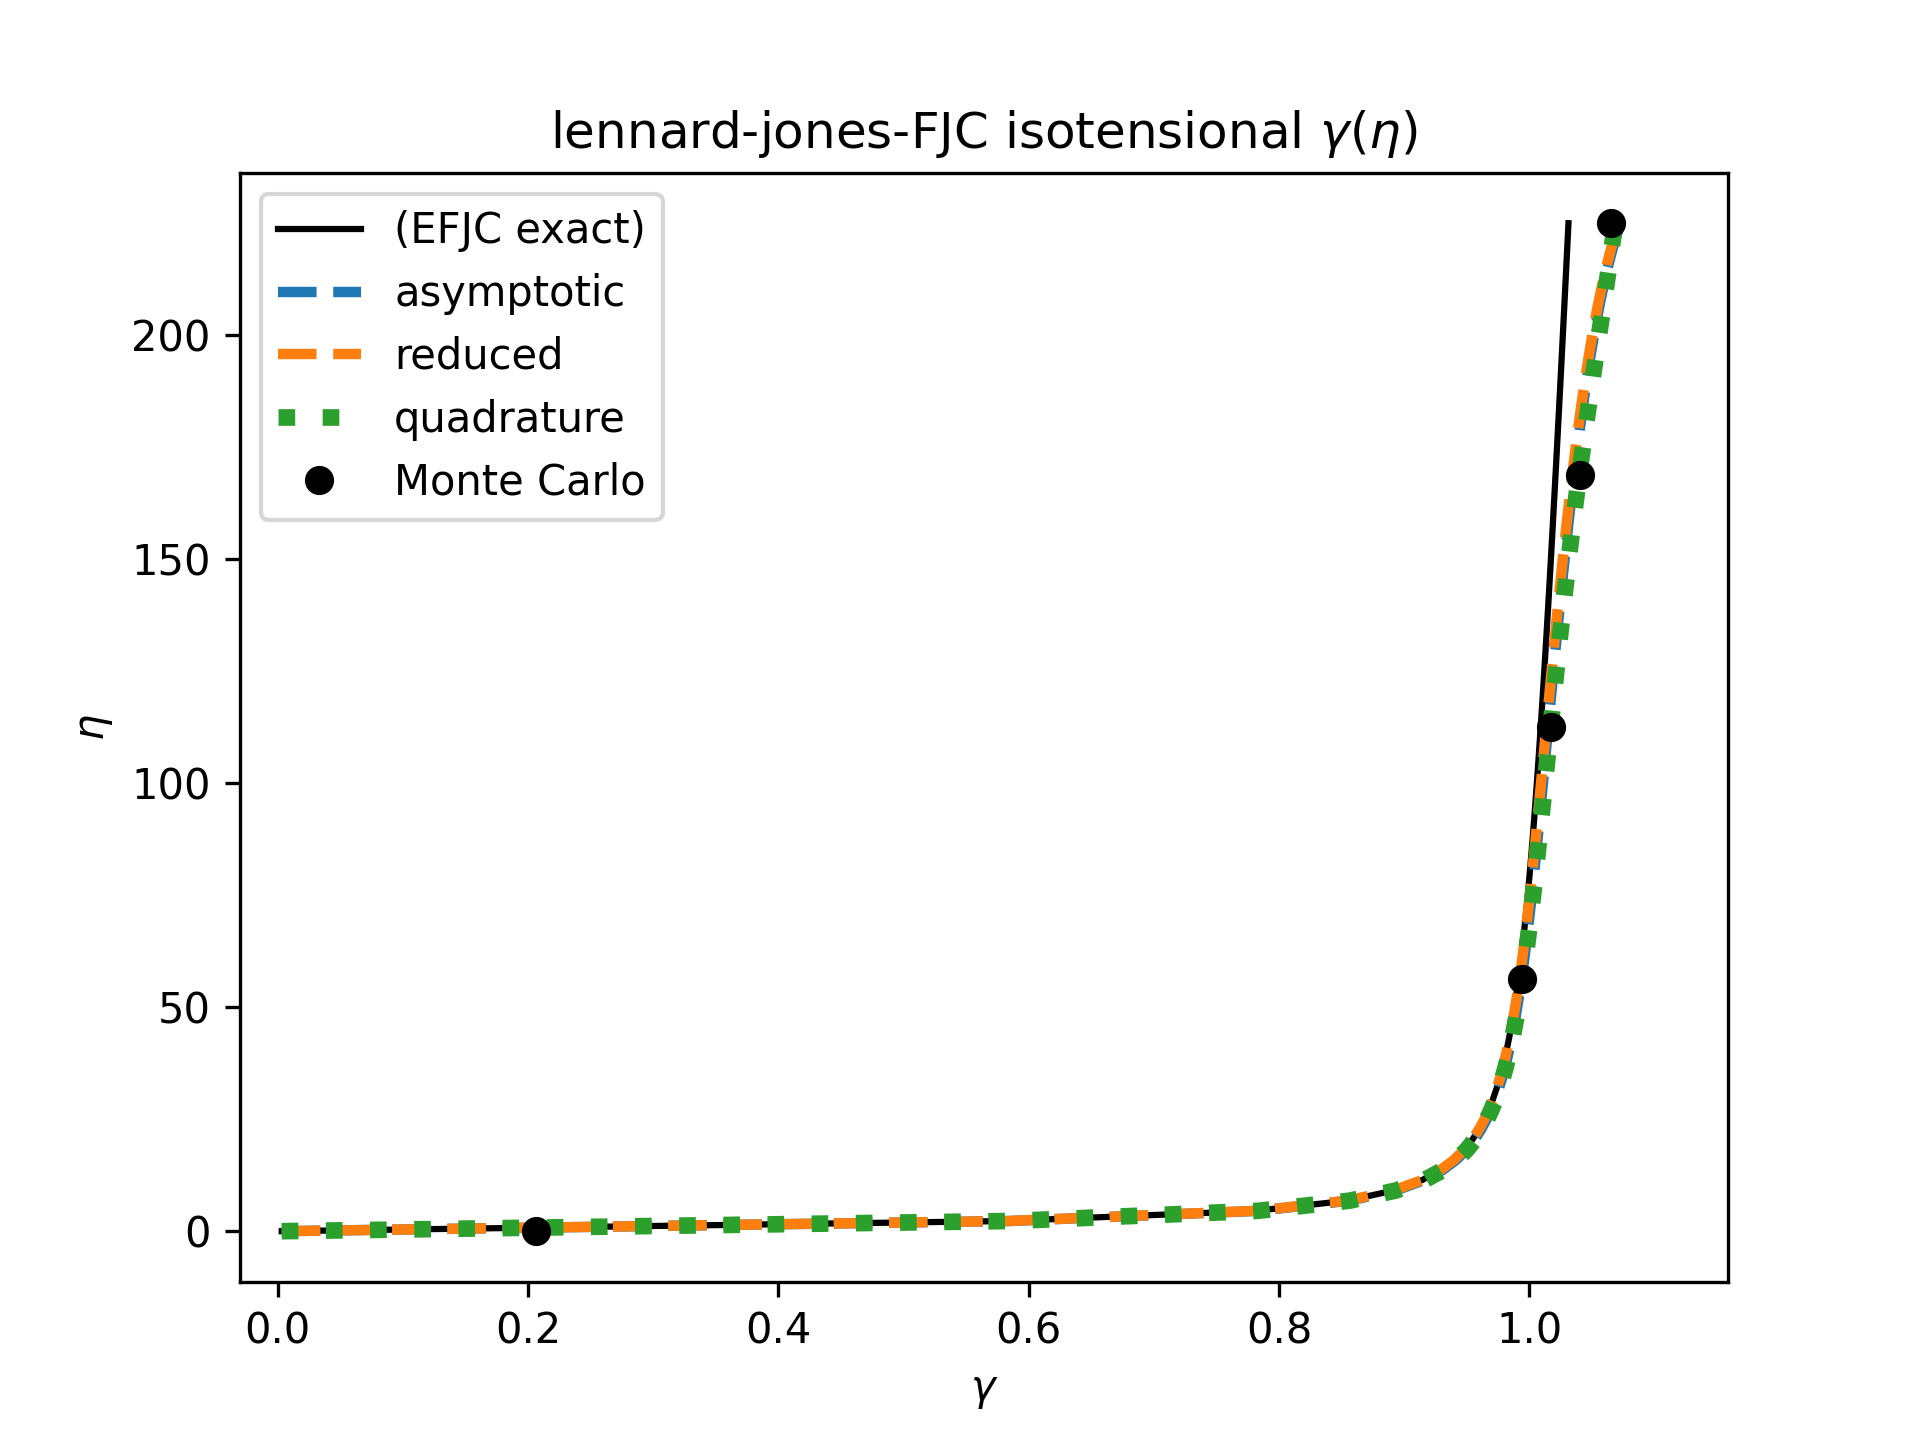 lennard-jones-FJC isotensional γ(η)
(EFJC exact)
asymptotic
reduced
quadrature
Monte Carlo
200
150
100
50
0
η
0.0 0.2 0.4 0.6 0.8 1.0
γ